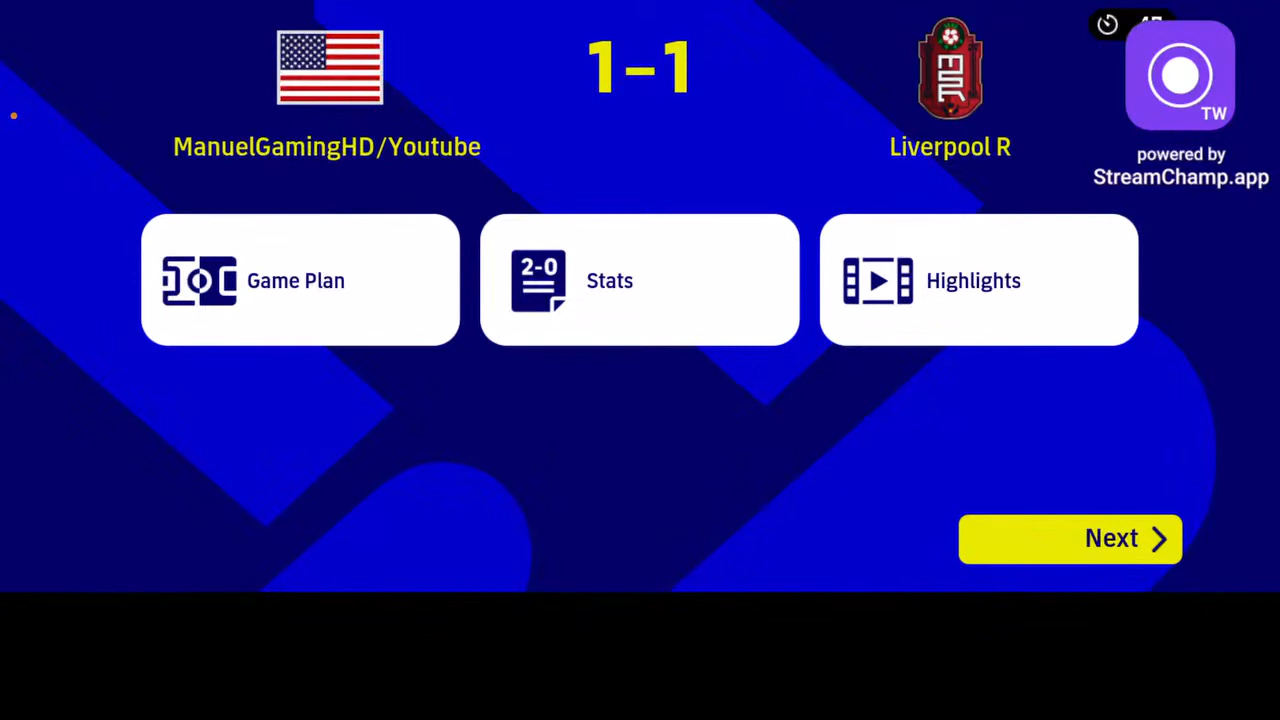 1-1
ManuelGamingHD/Youtube
Liverpool R
TW
powered by
StreamChamp.app
Game Plan
2-0
Stats
Highlights
Next